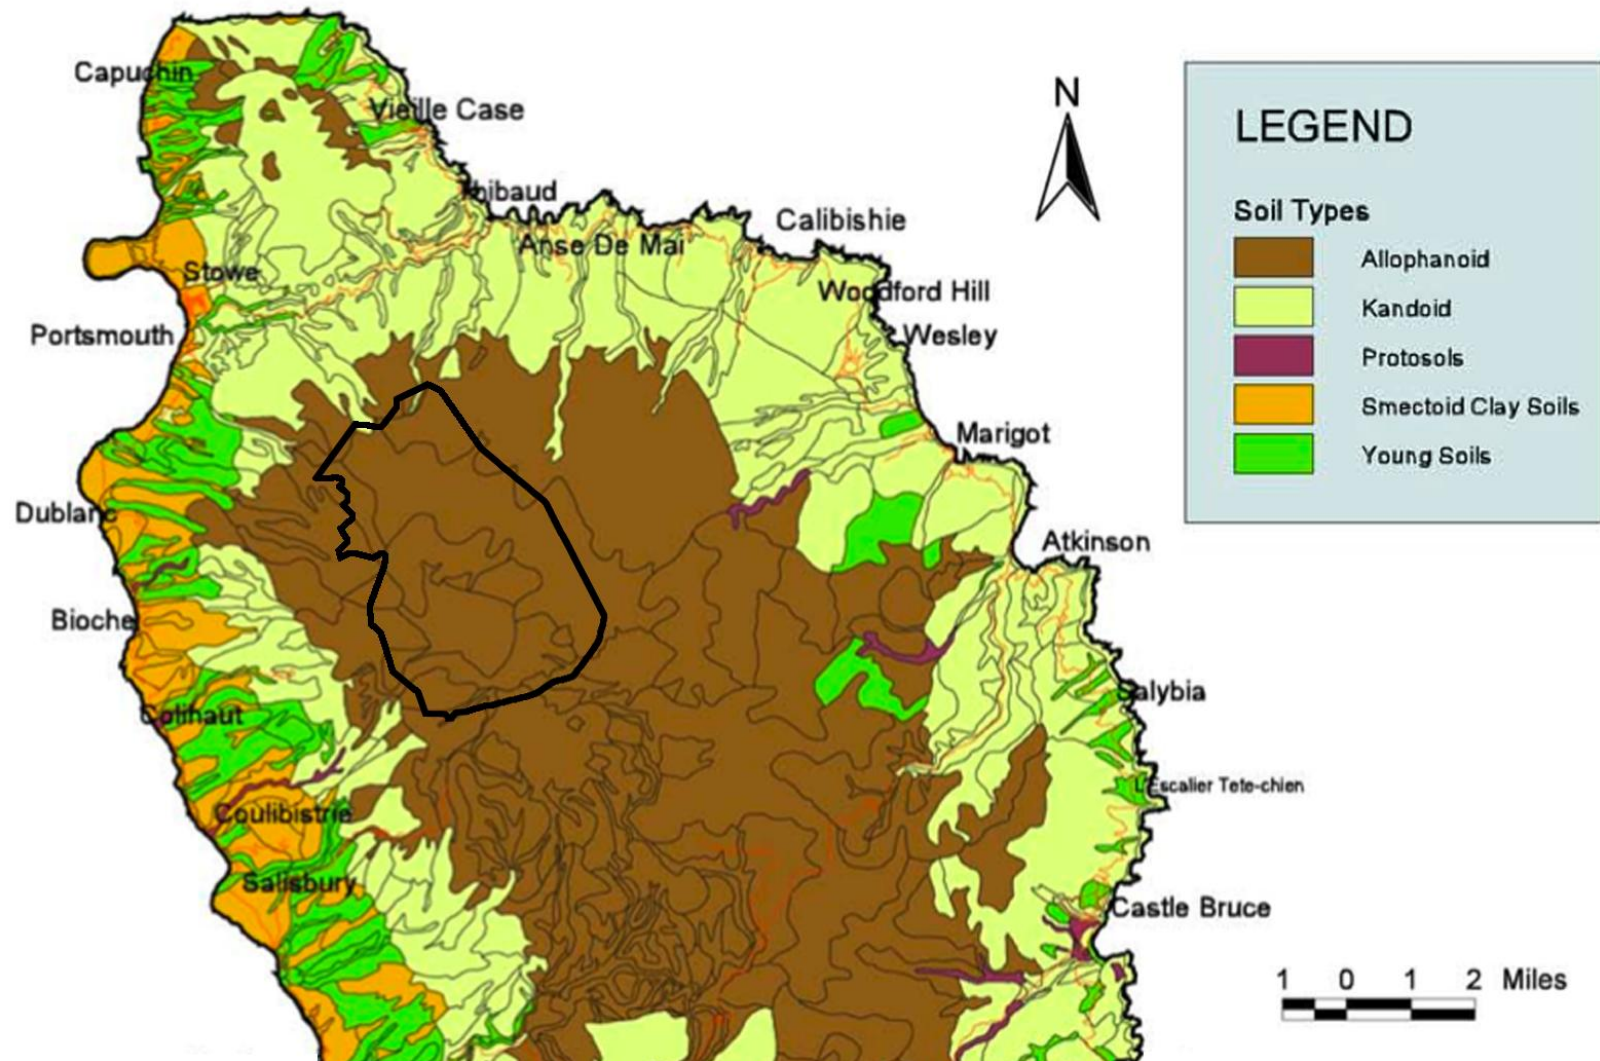 Capuchin
Vieille Case
Thibaud
Calibishie
Anse De Mai
Stowe
Woodford Hill
Portsmouth
Wesley
Marigot
Dublanc
Atkinson
Bioche
Salybia
Colihaut
L'Escalier Tete-chien
Coulibistrie
Salisbury
Castle Bruce
N
LEGEND
Soil Types
Allophanoid
Kandoid
Protosols
Smectoid Clay Soils
Young Soils
1 0 1 2 Miles